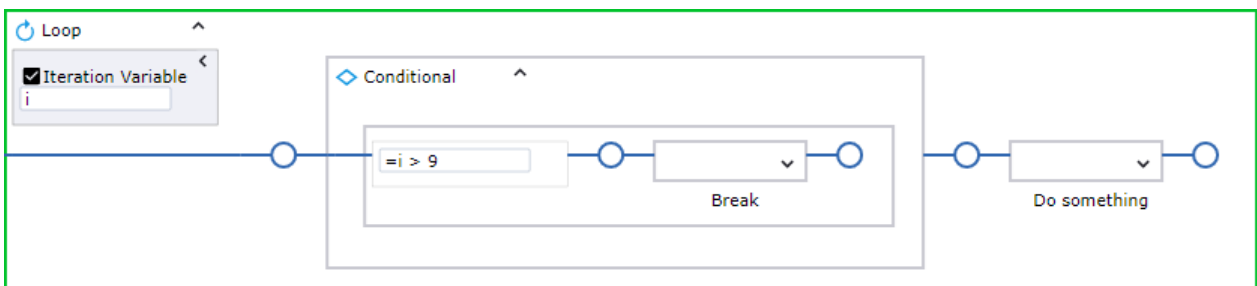 Loop
Iteration Variable
i
Conditional
=i > 9
Break
Do something